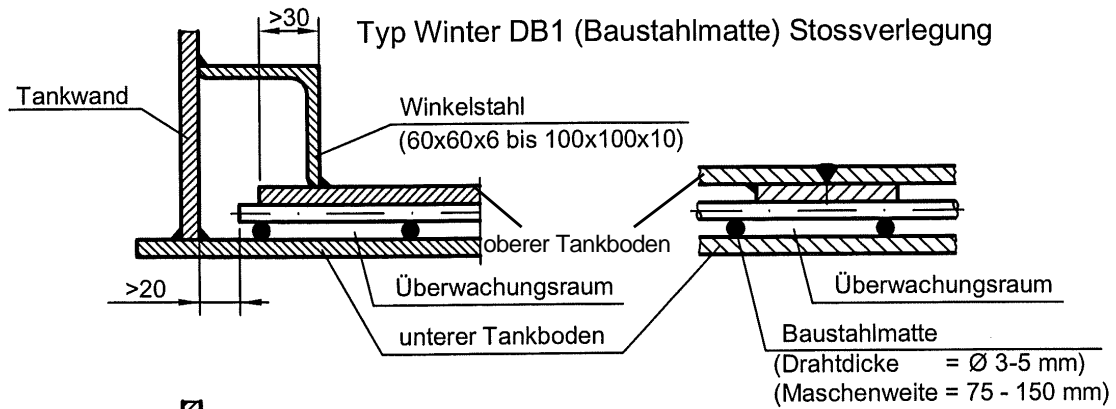 >30
Typ Winter DB1 (Baustahlmatte) Stossverlegung
Tankwand
Winkelstahl
(60x60x6 bis 100x100x10)
oberer Tankboden
>20
Überwachungsraum
Überwachungsraum
unterer Tankboden
Baustahlmatte
(Drahtdicke = Ø 3-5 mm)
(Maschenweite = 75 - 150 mm)